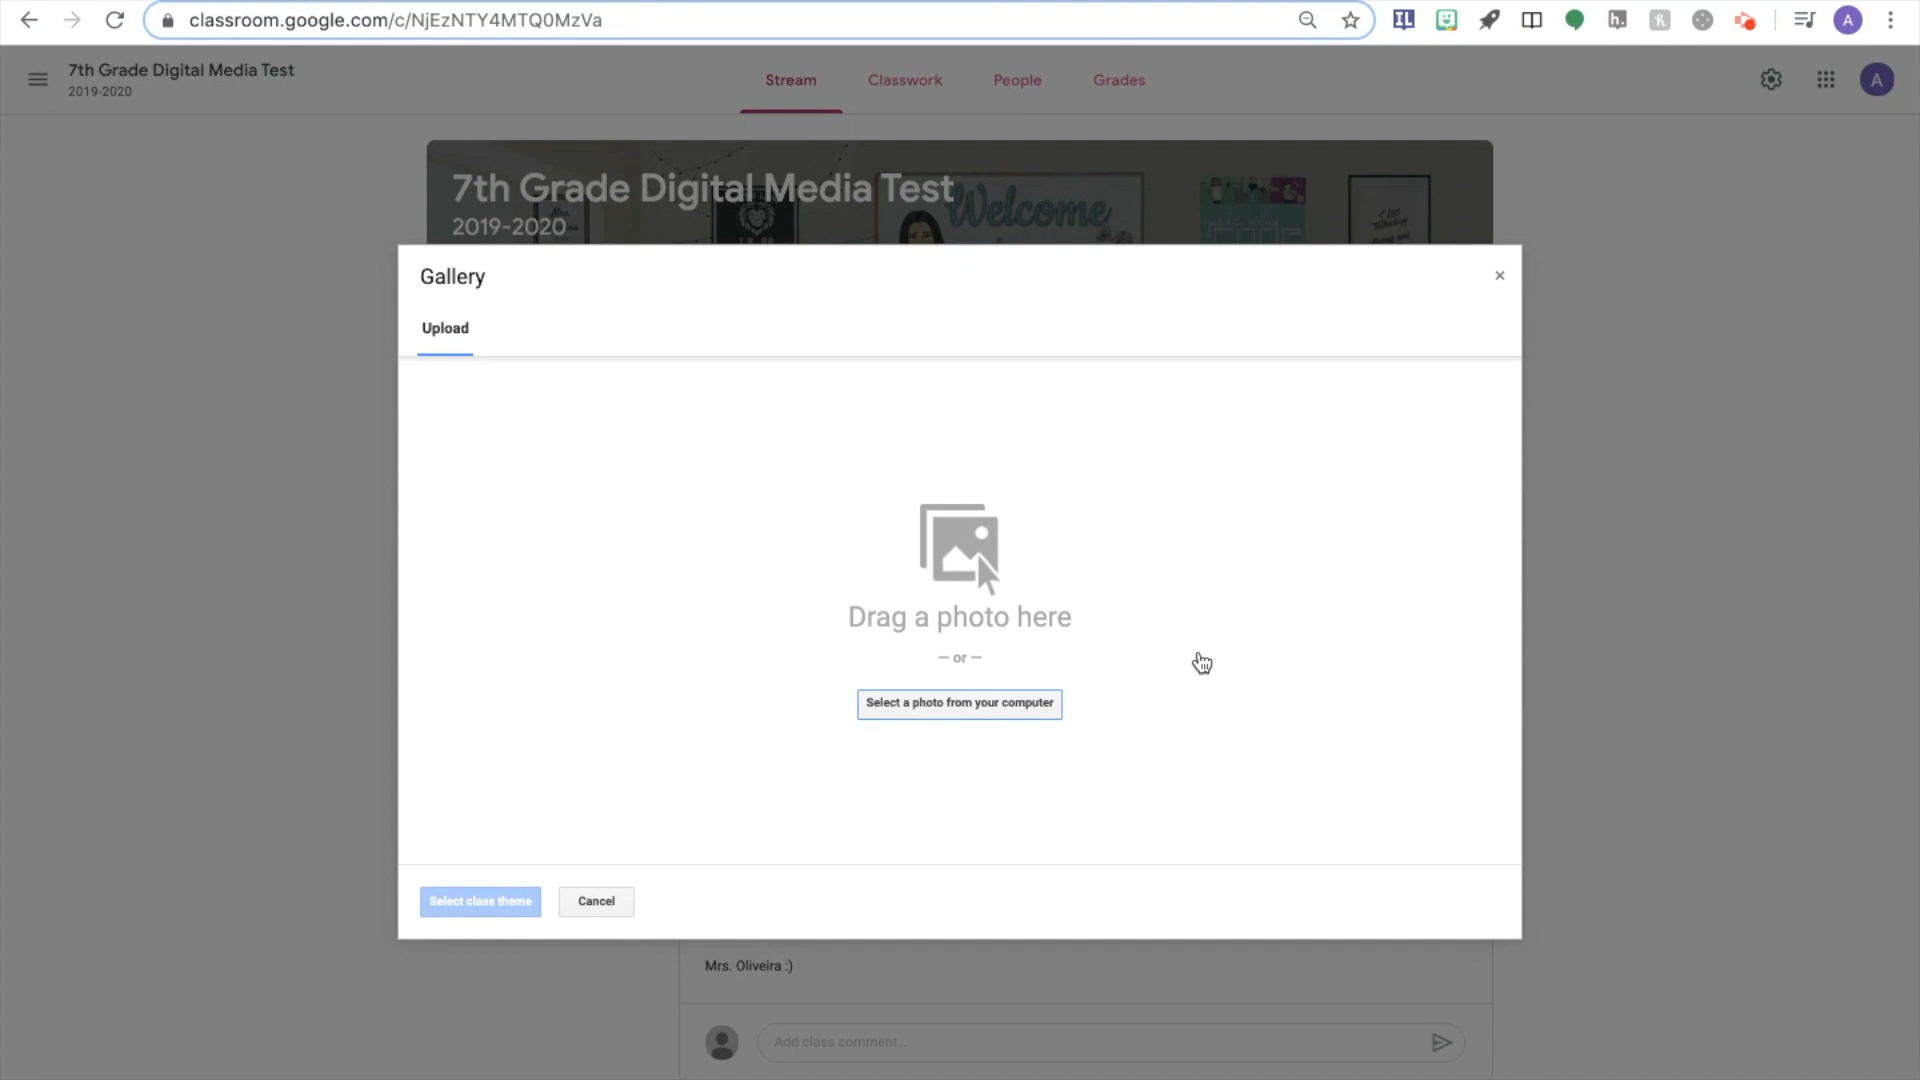 classroom.google.com/c/NjEzNTY4MTQ0MzVa
IL
h.
A
7th Grade Digital Media Test
2019-2020
Stream
Classwork
People
Grades
A
7th Grade Digital Media Test
2019-2020
Welcome
Gallery
×
Upload
Drag a photo here
— or —
Select a photo from your computer
Select class theme
Cancel
Mrs. Oliveira :)
Add class comment...